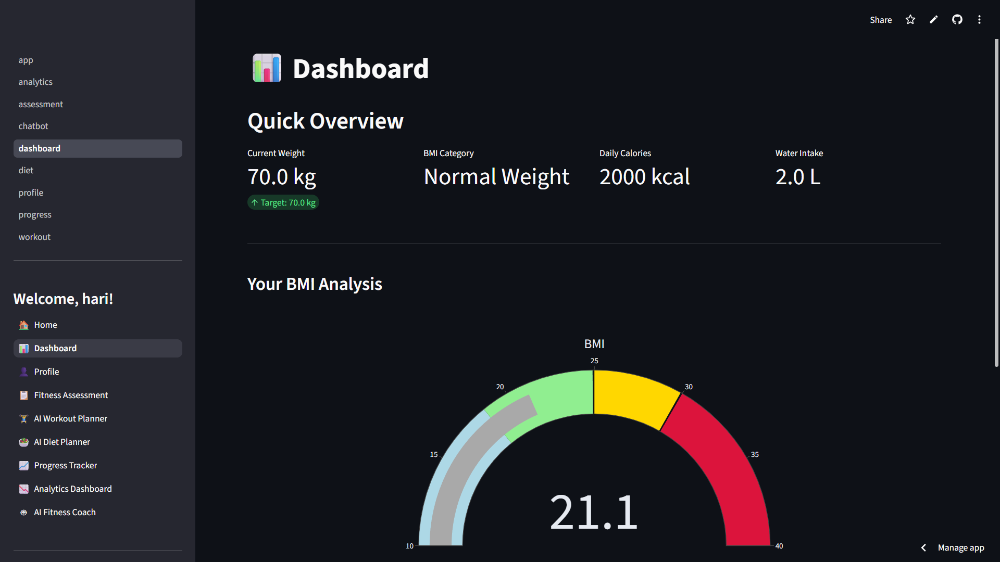 Share
app
analytics
assessment
chatbot
dashboard
diet
profile
progress
workout
Welcome, hari!
Home
Dashboard
Profile
Fitness Assessment
AI Workout Planner
AI Diet Planner
Progress Tracker
Analytics Dashboard
AI Fitness Coach
Dashboard
Quick Overview
Current Weight
70.0 kg
↑ Target: 70.0 kg
BMI Category
Normal Weight
Daily Calories
2000 kcal
Water Intake
2.0 L
Your BMI Analysis
BMI
10
15
20
25
30
35
40
21.1
Manage app